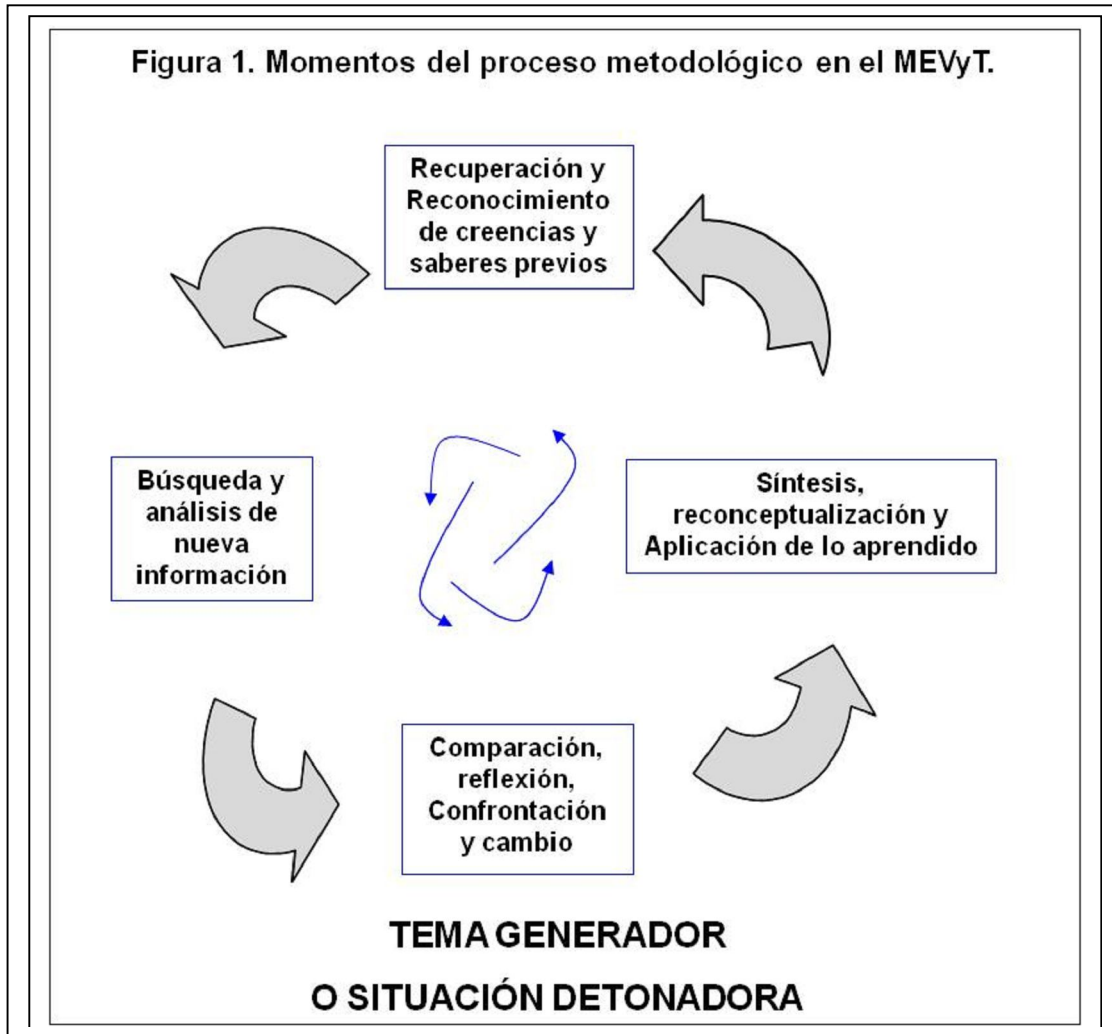 Figura 1. Momentos del proceso metodológico en el MEVyT.
Recuperación y
Reconocimiento
de creencias y
saberes previos
Búsqueda y
análisis de
nueva
información
Síntesis,
reconceptualización y
Aplicación de lo aprendido
Comparación,
reflexión,
Confrontación
y cambio
TEMA GENERADOR
O SITUACIÓN DETONADORA